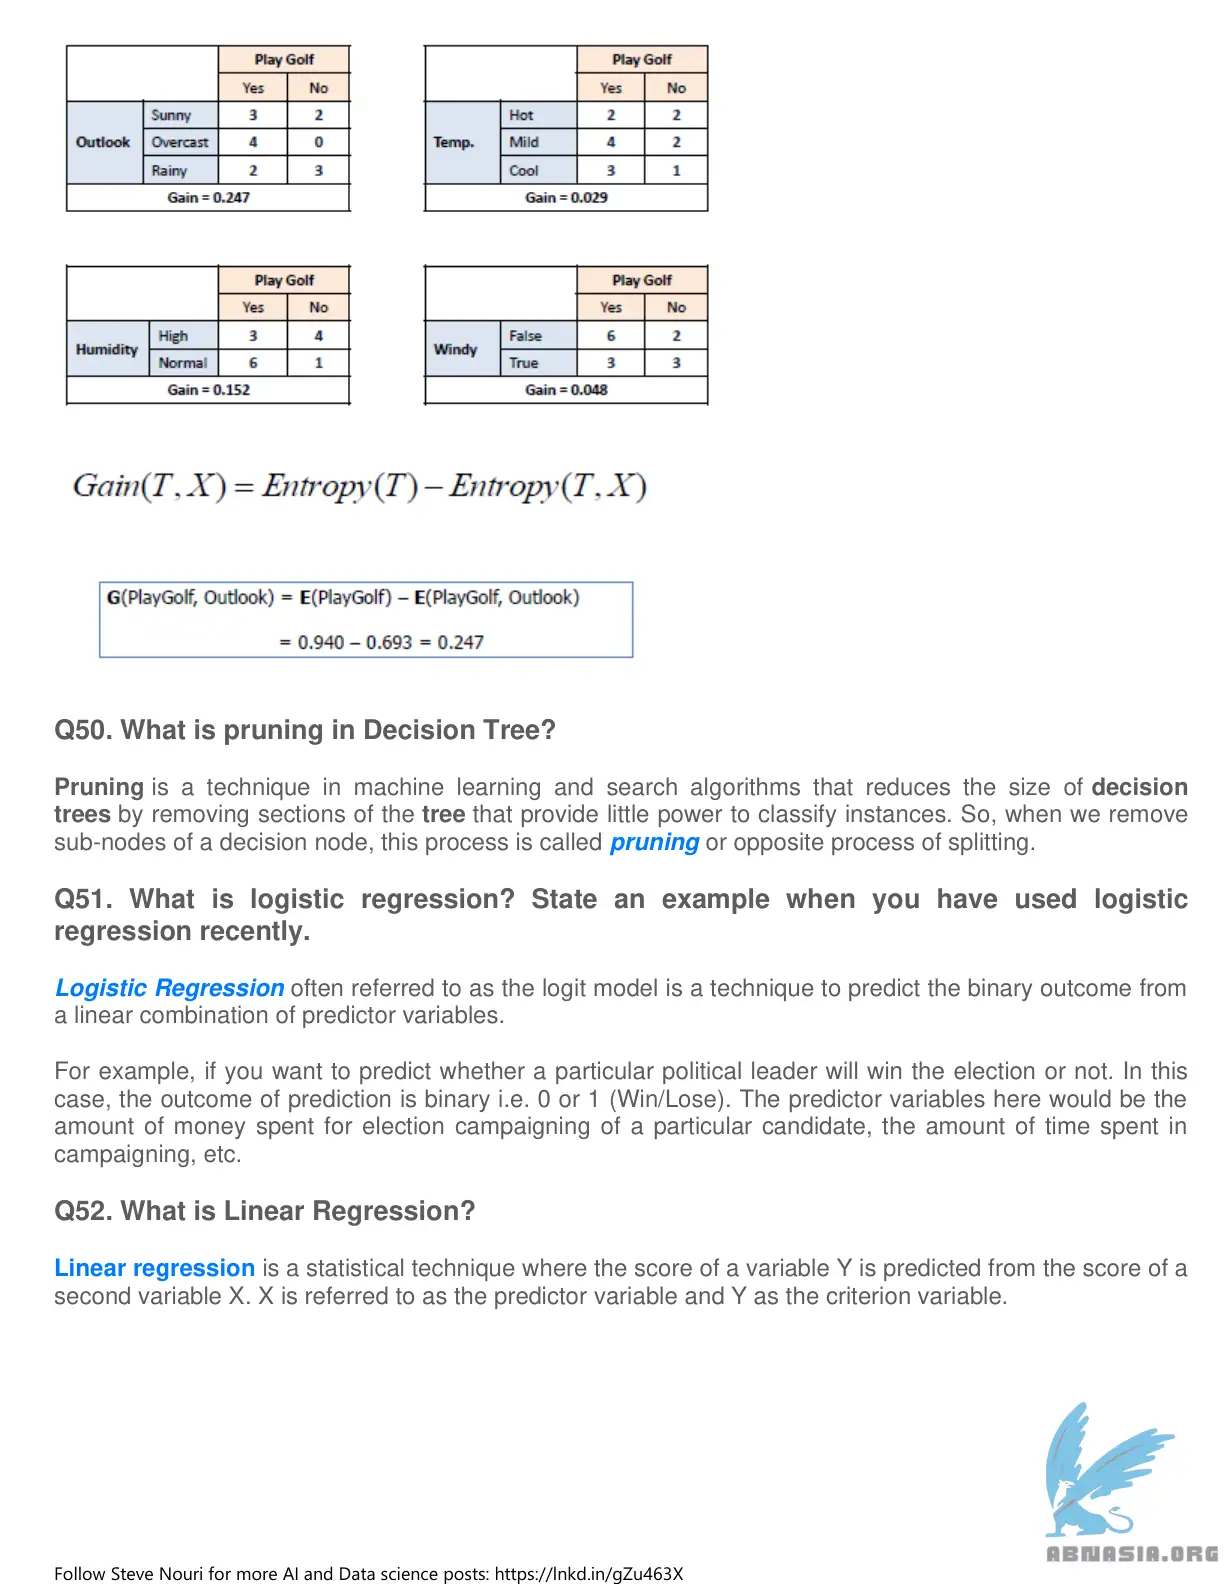 Play Golf
Yes No
Outlook Sunny 3 2
Overcast 4 0
Rainy 2 3
Gain = 0.247
Play Golf
Yes No
Temp. Hot 2 2
Mild 4 2
Cool 3 1
Gain = 0.029
Play Golf
Yes No
Humidity High 3 4
Normal 6 1
Gain = 0.152
Play Golf
Yes No
Windy False 6 2
True 3 3
Gain = 0.048
Gain(T, X) = Entropy(T) – Entropy(T, X)
G(PlayGolf, Outlook) = E(PlayGolf) – E(PlayGolf, Outlook)
= 0.940 – 0.693 = 0.247
Q50. What is pruning in Decision Tree?
Pruning is a technique in machine learning and search algorithms that reduces the size of decision
trees by removing sections of the tree that provide little power to classify instances. So, when we remove
sub-nodes of a decision node, this process is called pruning or opposite process of splitting.
Q51. What is logistic regression? State an example when you have used logistic
regression recently.
Logistic Regression often referred to as the logit model is a technique to predict the binary outcome from
a linear combination of predictor variables.
For example, if you want to predict whether a particular political leader will win the election or not. In this
case, the outcome of prediction is binary i.e. 0 or 1 (Win/Lose). The predictor variables here would be the
amount of money spent for election campaigning of a particular candidate, the amount of time spent in
campaigning, etc.
Q52. What is Linear Regression?
Linear regression is a statistical technique where the score of a variable Y is predicted from the score of a
second variable X. X is referred to as the predictor variable and Y as the criterion variable.
ABNASIA.ORG
Follow Steve Nouri for more AI and Data science posts: https://lnkd.in/gZu463X